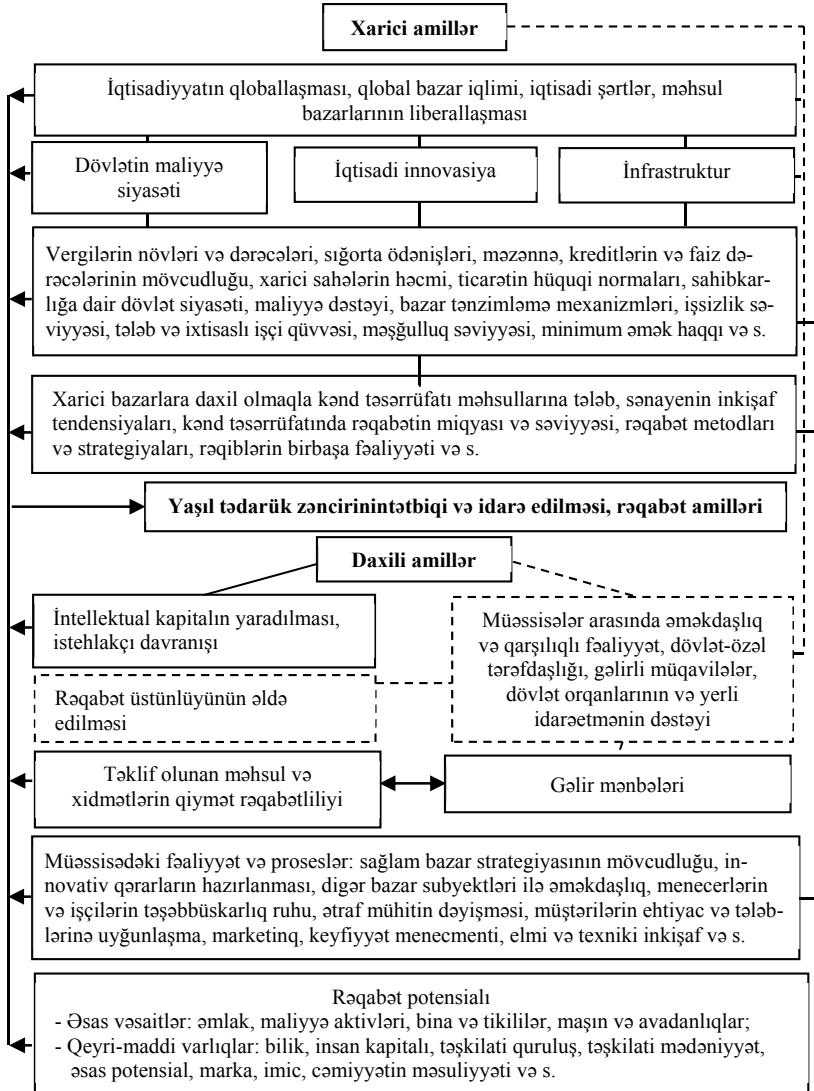 Xarici amillər
İqtisadiyyatın qloballaşması, qlobal bazar iqlimi, iqtisadi şərtlər, məhsul
bazarlarının liberallaşması
Dövlətin maliyyə
siyasəti
İqtisadi innovasiya
İnfrastruktur
Vergilərin növləri və dərəcələri, sığorta ödənişləri, məzənnə, kreditlərin və faiz də-
rəcələrinin mövcudluğu, xarici sahələrin həcmi, ticarətin hüquqi normaları, sahibkar-
lığa dair dövlət siyasəti, maliyyə dəstəyi, bazar tənzimləmə mexanizmləri, işsizlik sə-
viyyəsi, tələb və ixtisaslı işçi qüvvəsi, məşğulluq səviyyəsi, minimum əmək haqqı və s.
Xarici bazarlara daxil olmaqla kənd təsərrüfatı məhsullarına tələb, sənayenin inkişaf
tendensiyaları, kənd təsərrüfatında rəqabətin miqyası və səviyyəsi, rəqabət metodları
və strategiyaları, rəqiblərin birbaşa fəaliyyəti və s.
Yaşıl tədarük zəncirinintətbiqi və idarə edilməsi, rəqabət amilləri
Daxili amillər
İntellektual kapitalın yaradılması,
istehlakçı davranışı
Müəssisələr arasında əməkdaşlıq
və qarşılıqlı fəaliyyət, dövlət-özəl
tərəfdaşlığı, gəlirli müqavilələr,
dövlət orqanlarının və yerli
idarəetmənin dəstəyi
Rəqabət üstünlüyünün əldə
edilməsi
Təklif olunan məhsul və
xidmətlərin qiymət rəqabətliliyi
Gəlir mənbələri
Müəssisədəki fəaliyyət və proseslər: sağlam bazar strategiyasının mövcudluğu, in-
novativ qərarların hazırlanması, digər bazar subyektləri ilə əməkdaşlıq, menecerlərin
və işçilərin təşəbbüskarlıq ruhu, ətraf mühitin dəyişməsi, müştərilərin ehtiyac və tələb-
lərinə uyğunlaşma, marketinq, keyfiyyət menecmenti, elmi və texniki inkişaf və s.
Rəqabət potensialı
- Əsas vəsaitlər: əmlak, maliyyə aktivləri, bina və tikililər, maşın və avadanlıqlar;
- Qeyri-maddi varlıqlar: bilik, insan kapitalı, təşkilati quruluş, təşkilati mədəniyyət,
əsas potensial, marka, imic, cəmiyyətin məsuliyyəti və s.